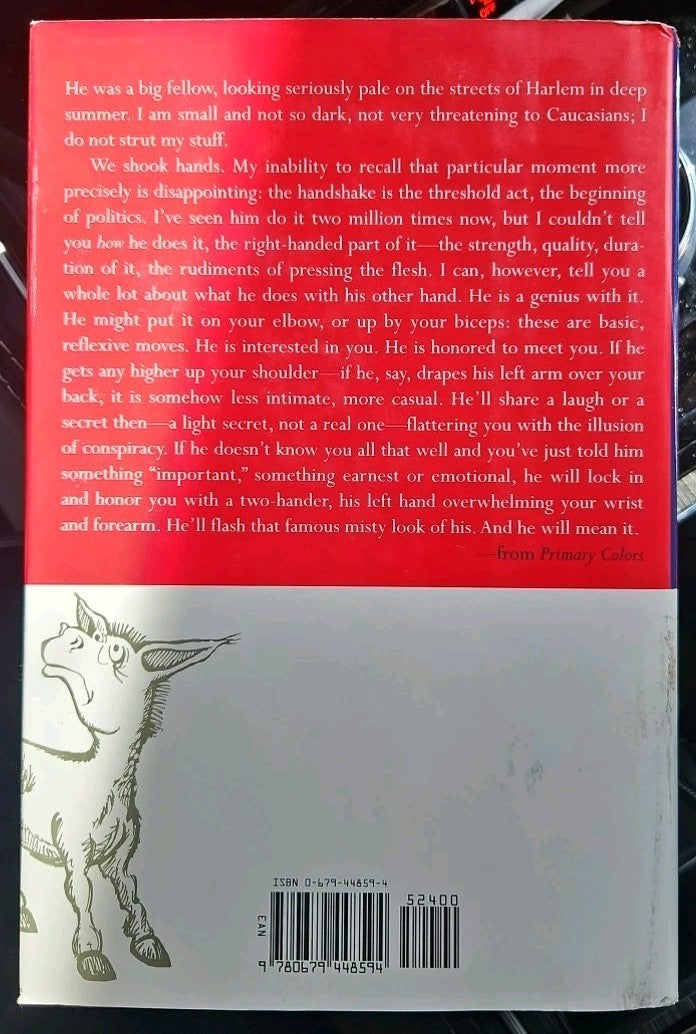 He was a big fellow, looking seriously pale on the streets of Harlem in deep
summer. I am small and not so dark, not very threatening to Caucasians; I
do not strut my stuff.
We shook hands. My inability to recall that particular moment more
precisely is disappointing: the handshake is the threshold act, the beginning
of politics. I've seen him do it two million times now, but I couldn't tell
you how he does it, the right-handed part of it—the strength, quality, dura-
tion of it, the rudiments of pressing the flesh. I can, however, tell you a
whole lot about what he does with his other hand. He is a genius with it.
He might put it on your elbow, or up by your biceps: these are basic,
reflexive moves. He is interested in you. He is honored to meet you. If he
gets any higher up your shoulder—if he, say, drapes his left arm over your
back, it is somehow less intimate, more casual. He'll share a laugh or a
secret then—a light secret, not a real one—flattering you with the illusion
of conspiracy. If he doesn't know you all that well and you've just told him
something "important," something earnest or emotional, he will lock in
and honor you with a two-hander, his left hand overwhelming your wrist
and forearm. He'll flash that famous misty look of his. And he will mean it.
—from Primary Colors
ISBN 0-679-44859-4
52400
EAN
9 780679 448594